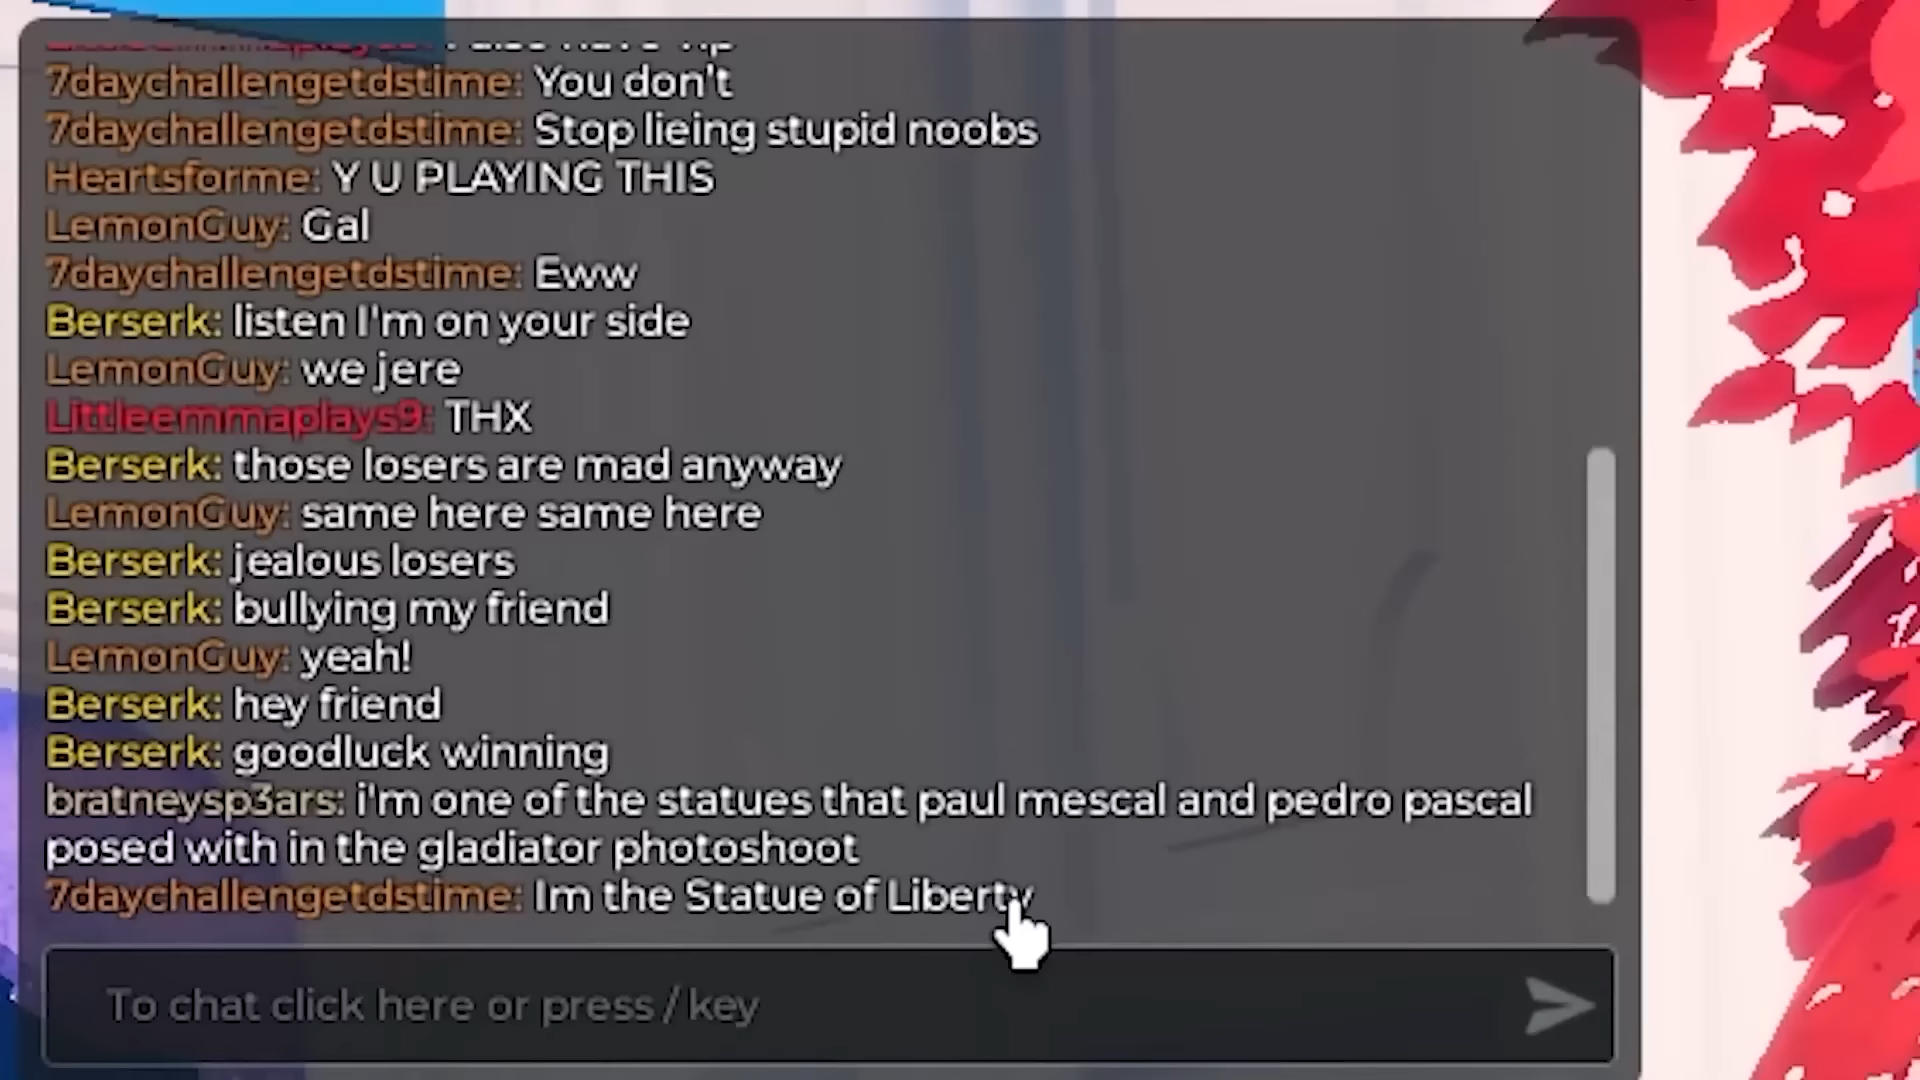 7daychallengetdstime: You don't
7daychallengetdstime: Stop lieing stupid noobs
Heartsforme: Y U PLAYING THIS
LemonGuy: Gal
7daychallengetdstime: Eww
Berserk: listen I'm on your side
LemonGuy: we jere
Littleemmaplays9: THX
Berserk: those losers are mad anyway
LemonGuy: same here same here
Berserk: jealous losers
Berserk: bullying my friend
LemonGuy: yeah!
Berserk: hey friend
Berserk: goodluck winning
bratneysp3ars: i'm one of the statues that paul mescal and pedro pascal
posed with in the gladiator photoshoot
7daychallengetdstime: Im the Statue of Liberty
To chat click here or press / key